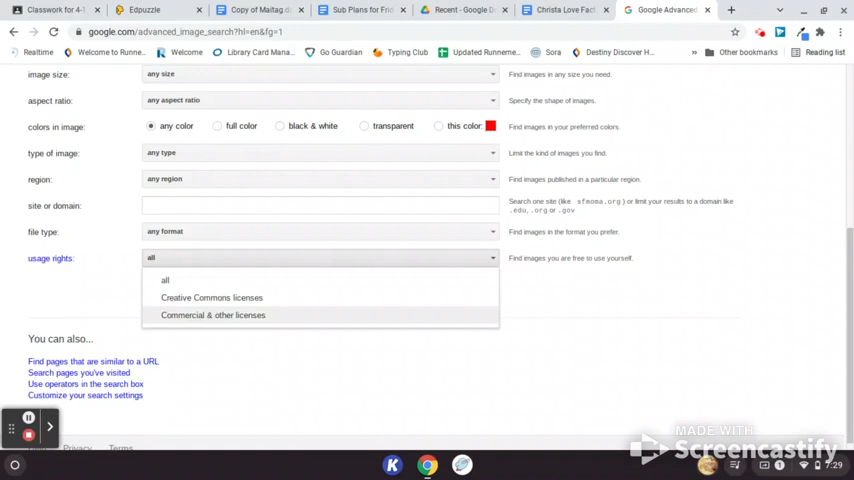 Classwork for 4-1
Edpuzzle
Copy of Maitag.do
Sub Plans for Frid
Recent - Google D
Christa Love Fact
Google Advanced
google.com/advanced_image_search?hl=en&fg=1
Realtime
Welcome to Runne..
Welcome
Library Card Mana..
Go Guardian
Typing Club
Updated Runneme..
Sora
Destiny Discover H..
»
Other bookmarks
Reading list
image size:
any size
Find images in any size you need.
aspect ratio:
any aspect ratio
Specify the shape of images.
colors in image:
any color
full color
black & white
transparent
this color:
Find images in your preferred colors.
type of image:
any type
Limit the kind of images you find.
region:
any region
Find images published in a particular region.
site or domain:
Search one site (like sfmoma.org ) or limit your results to a domain like
.edu, .org or .gov
file type:
any format
Find images in the format you prefer.
usage rights:
all
Find images you are free to use yourself.
all
Creative Commons licenses
Commercial & other licenses
You can also...
Find pages that are similar to a URL
Search pages you've visited
Use operators in the search box
Customize your search settings
Privacy
Terms
MADE WITH
Screencastify
K
1
7:29